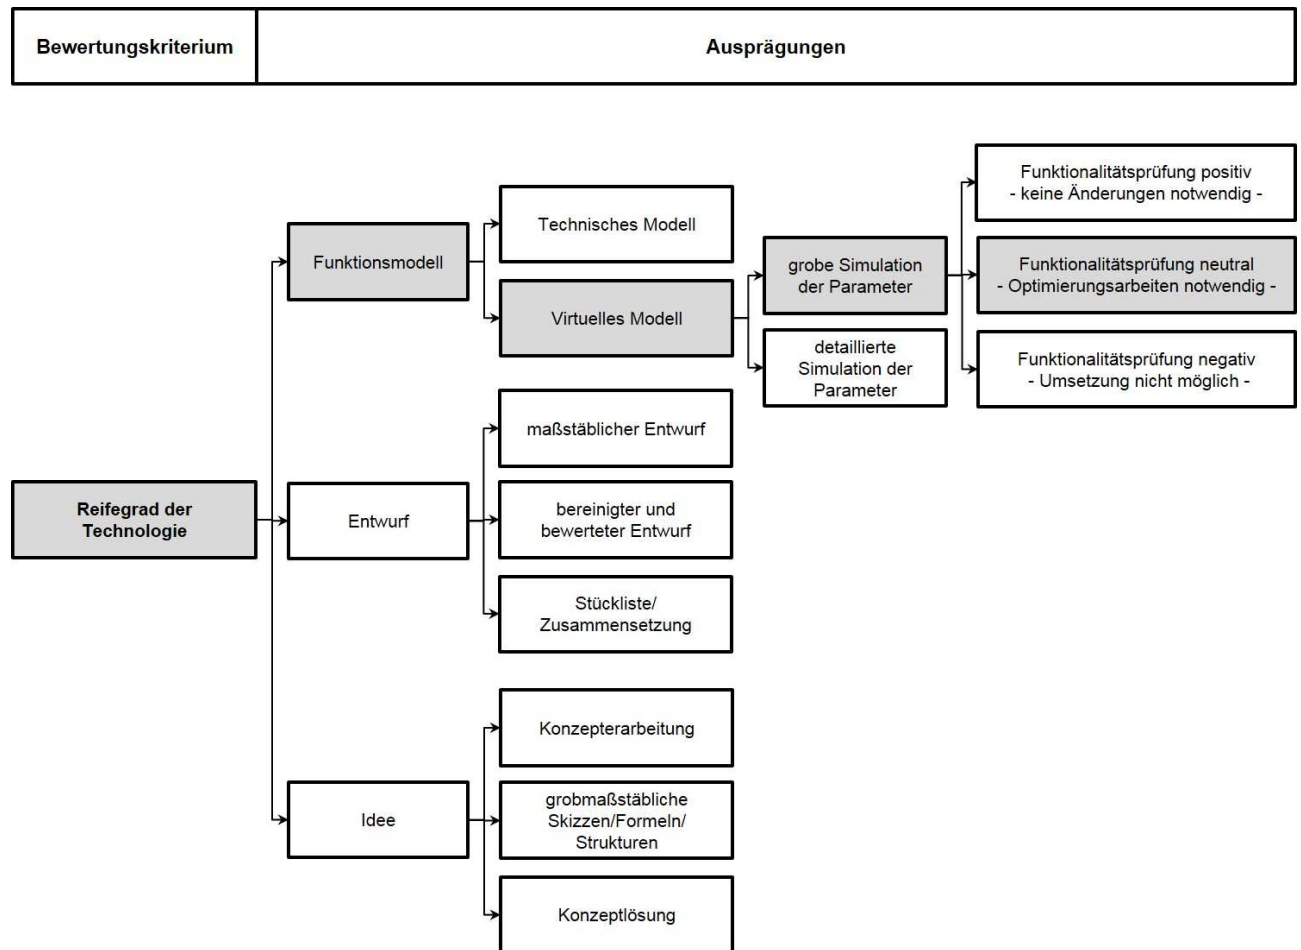 Bewertungskriterium
Ausprägungen
Funktionsmodell
Technisches Modell
Virtuelles Modell
grobe Simulation
der Parameter
detaillierte
Simulation der
Parameter
Funktionalitätsprüfung positiv
- keine Änderungen notwendig -
Funktionalitätsprüfung neutral
- Optimierungsarbeiten notwendig -
Funktionalitätsprüfung negativ
- Umsetzung nicht möglich -
Reifegrad der
Technologie
Entwurf
maßstäblicher Entwurf
bereinigter und
bewerteter Entwurf
Stückliste/
Zusammensetzung
Idee
Konzepterarbeitung
grobmaßstäbliche
Skizzen/Formeln/
Strukturen
Konzeptlösung